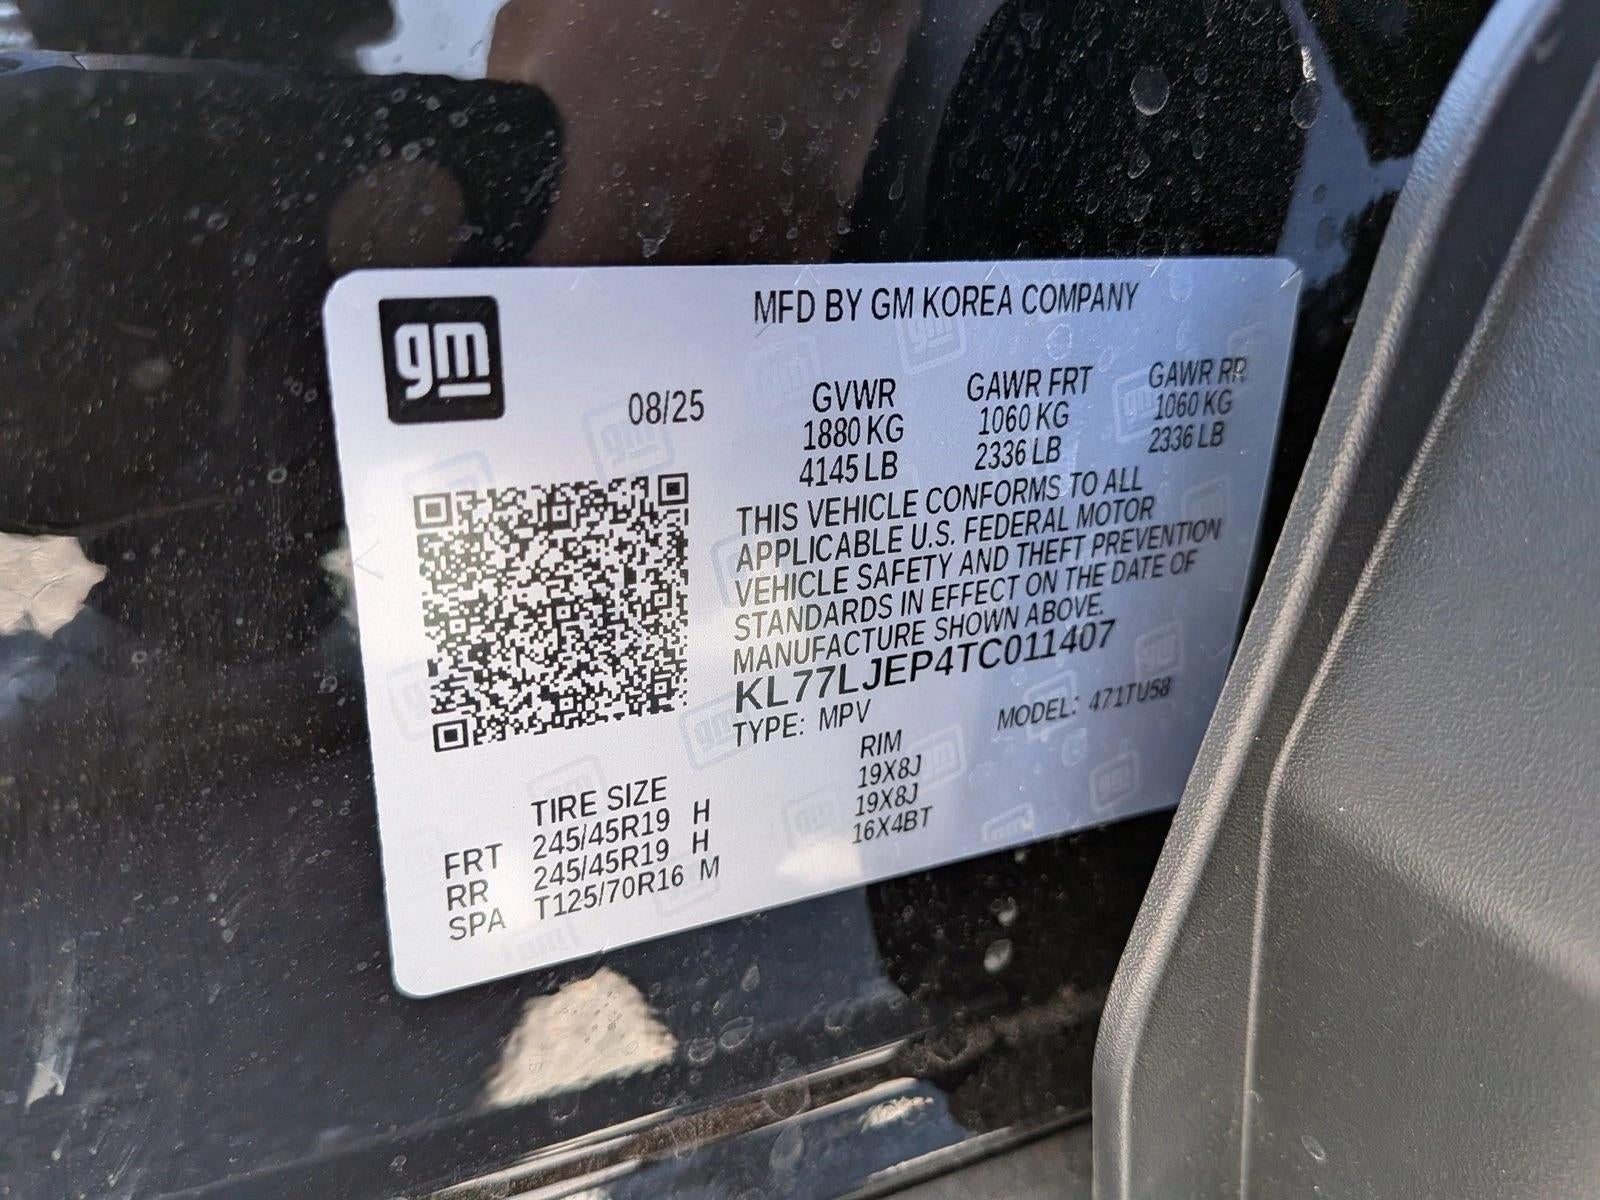 gm
MFD BY GM KOREA COMPANY
08/25
GVWR GAWR FRT GAWR RR
1880 KG 1060 KG 1060 KG
4145 LB 2336 LB 2336 LB
THIS VEHICLE CONFORMS TO ALL
APPLICABLE U.S. FEDERAL MOTOR
VEHICLE SAFETY AND THEFT PREVENTION
STANDARDS IN EFFECT ON THE DATE OF
MANUFACTURE SHOWN ABOVE.
KL77LJEP4TC011407
TYPE: MPV MODEL: 471TU58
TIRE SIZE RIM
FRT 245/45R19 H 19X8J
RR 245/45R19 H 19X8J
SPA T125/70R16 M 16X4BT